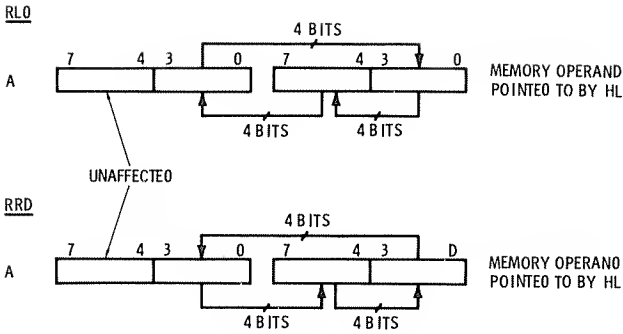 RLO
4 BITS
7 4 3 0 7 4 3 0
A
MEMORY OPERAND
POINTEO TO BY HL
4 BITS 4 BITS
UNAFFECTEO
RRD
4 BITS
7 4 3 0 7 4 3 D
A
MEMORY OPERANO
POINTEO TO BY HL
4 BITS 4 BITS